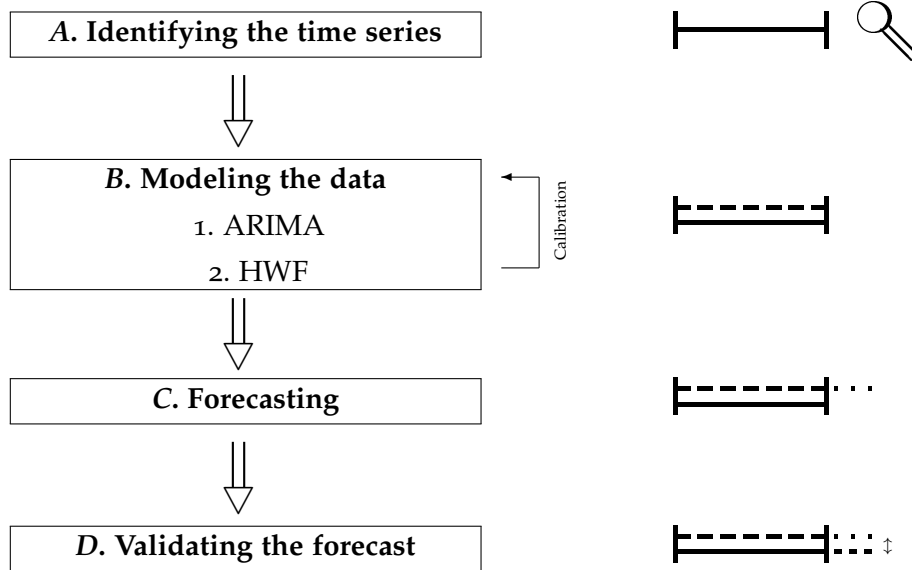 A. Identifying the time series
B. Modeling the data
1. ARIMA
2. HWF
Calibration
C. Forecasting
D. Validating the forecast